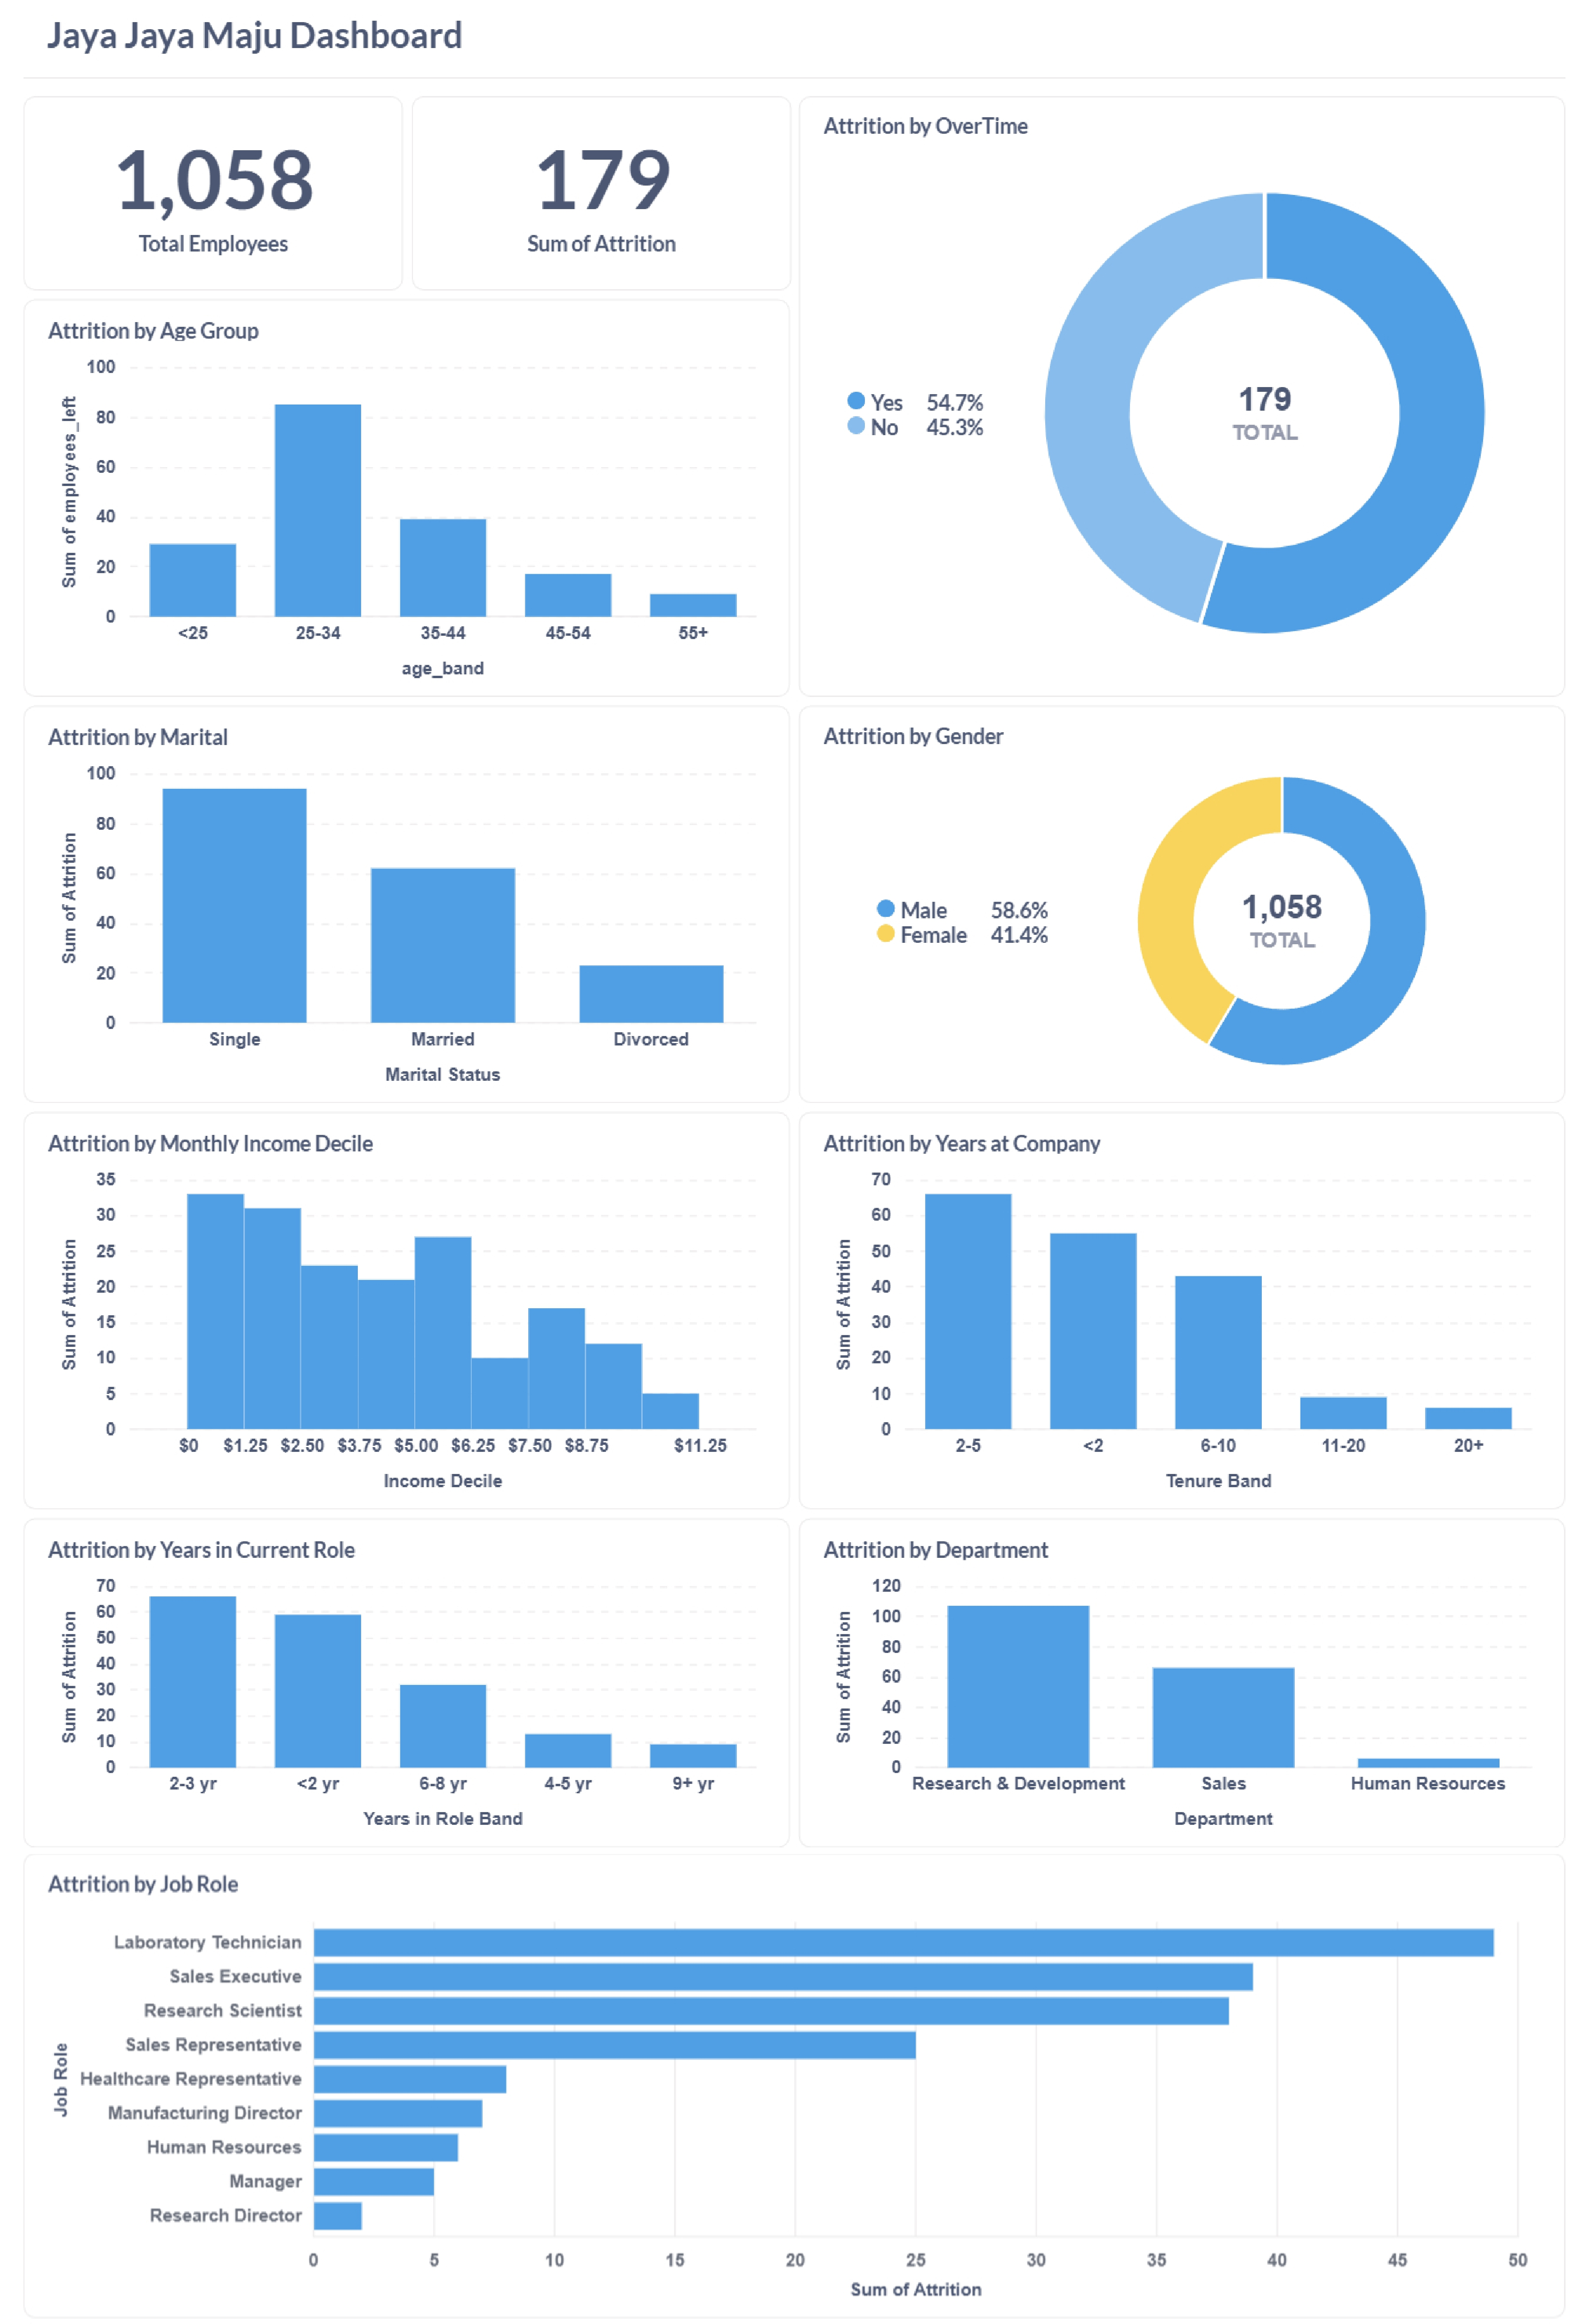 Jaya Jaya Maju Dashboard
1,058
Total Employees
179
Sum of Attrition
Attrition by OverTime
Yes 54.7%
No 45.3%
179
TOTAL
Attrition by Age Group
Sum of employees_left
100
80
60
40
20
0
<25 25-34 35-44 45-54 55+
age_band
Attrition by Marital
Sum of Attrition
100
80
60
40
20
0
Single Married Divorced
Marital Status
Attrition by Gender
Male 58.6%
Female 41.4%
1,058
TOTAL
Attrition by Monthly Income Decile
Sum of Attrition
35
30
25
20
15
10
5
0
$0 $1.25 $2.50 $3.75 $5.00 $6.25 $7.50 $8.75 $11.25
Income Decile
Attrition by Years at Company
Sum of Attrition
70
60
50
40
30
20
10
0
2-5 <2 6-10 11-20 20+
Tenure Band
Attrition by Years in Current Role
Sum of Attrition
70
60
50
40
30
20
10
0
2-3 yr <2 yr 6-8 yr 4-5 yr 9+ yr
Years in Role Band
Attrition by Department
Sum of Attrition
120
100
80
60
40
20
0
Research & Development Sales Human Resources
Department
Attrition by Job Role
Job Role
Laboratory Technician
Sales Executive
Research Scientist
Sales Representative
Healthcare Representative
Manufacturing Director
Human Resources
Manager
Research Director
0 5 10 15 20 25 30 35 40 45 50
Sum of Attrition